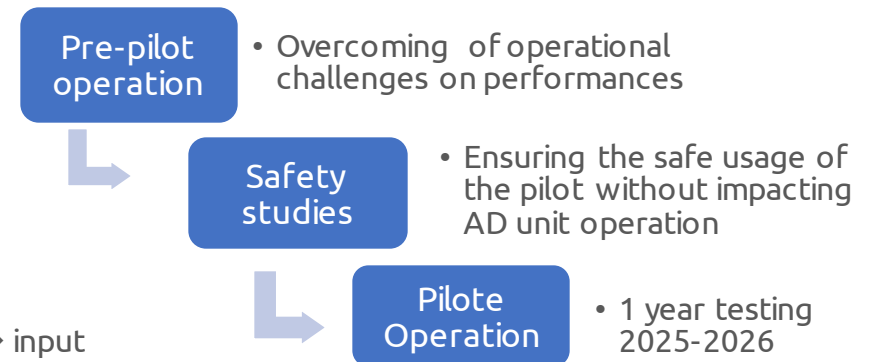 Pre-pilot
operation
• Overcoming of operational
challenges on performances
Safety
studies
• Ensuring the safe usage of
the pilot without impacting
AD unit operation
Pilote
Operation
• 1 year testing
2025-2026
input